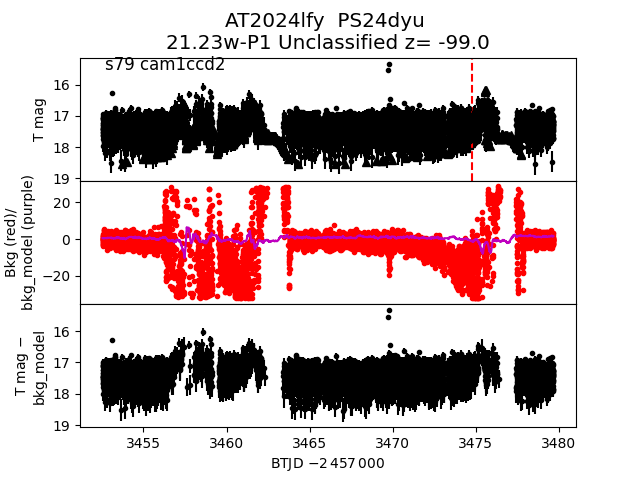 AT2024lfy PS24dyu
21.23w-P1 Unclassified z= -99.0
s79 cam1ccd2
16
17
18
19
T mag
20
0
−20
Bkg (red)/
bkg_model (purple)
16
17
18
19
T mag −
bkg_model
3455 3460 3465 3470 3475 3480
BTJD −2 457 000